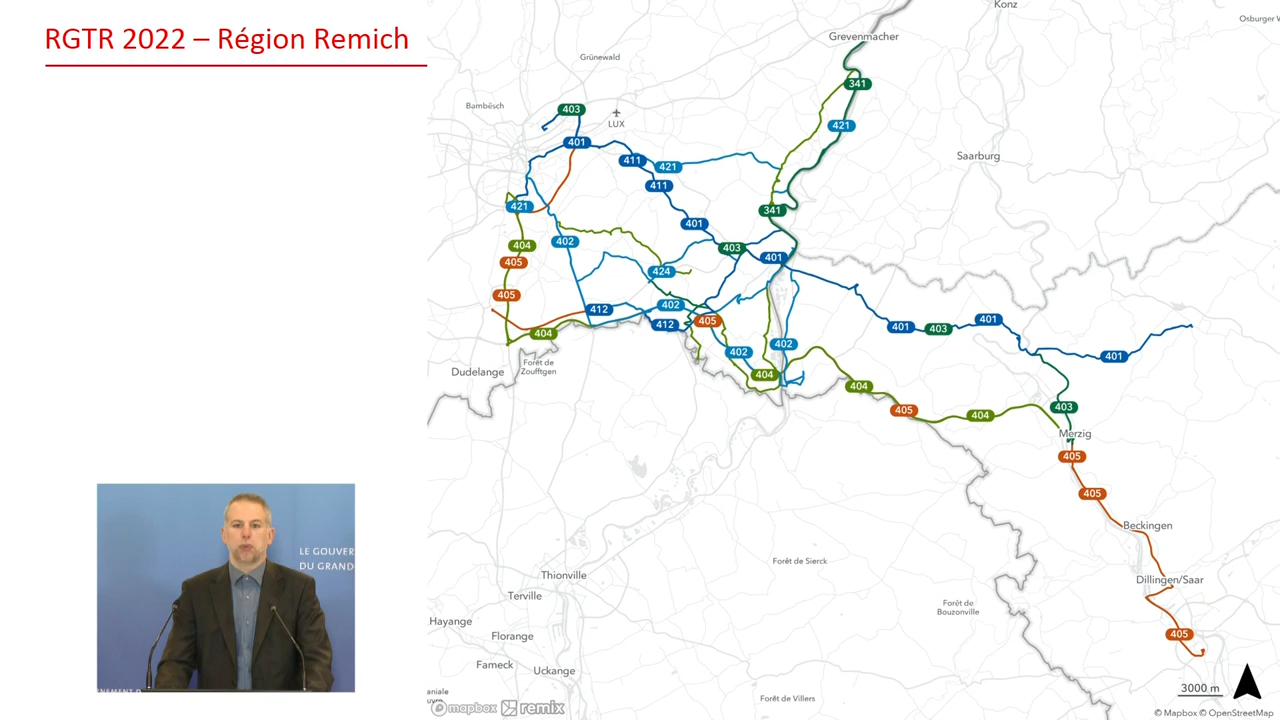 RGTR 2022 – Région Remich
Konz
Osburger W
Grevenmacher
Grünewald
341
Bambësch
403
LUX
421
401
411
421
Saarburg
411
421
341
401
404
402
403
401
405
424
405
412
402
401
403
401
412
405
404
402
402
401
Forêt de
Zoufftgen
Dudelange
404
404
405
404
403
Merzig
405
405
Beckingen
LE GOUVER
DU GRAND
Forêt de Sierck
Thionville
Dillingen/Saar
Terville
Forêt de
Bouzonville
Hayange
Florange
405
Fameck
Uckange
3000 m
aniale
NEMENT D
Forêt de Villers
mapbox
remix
© Mapbox © OpenStreetMap